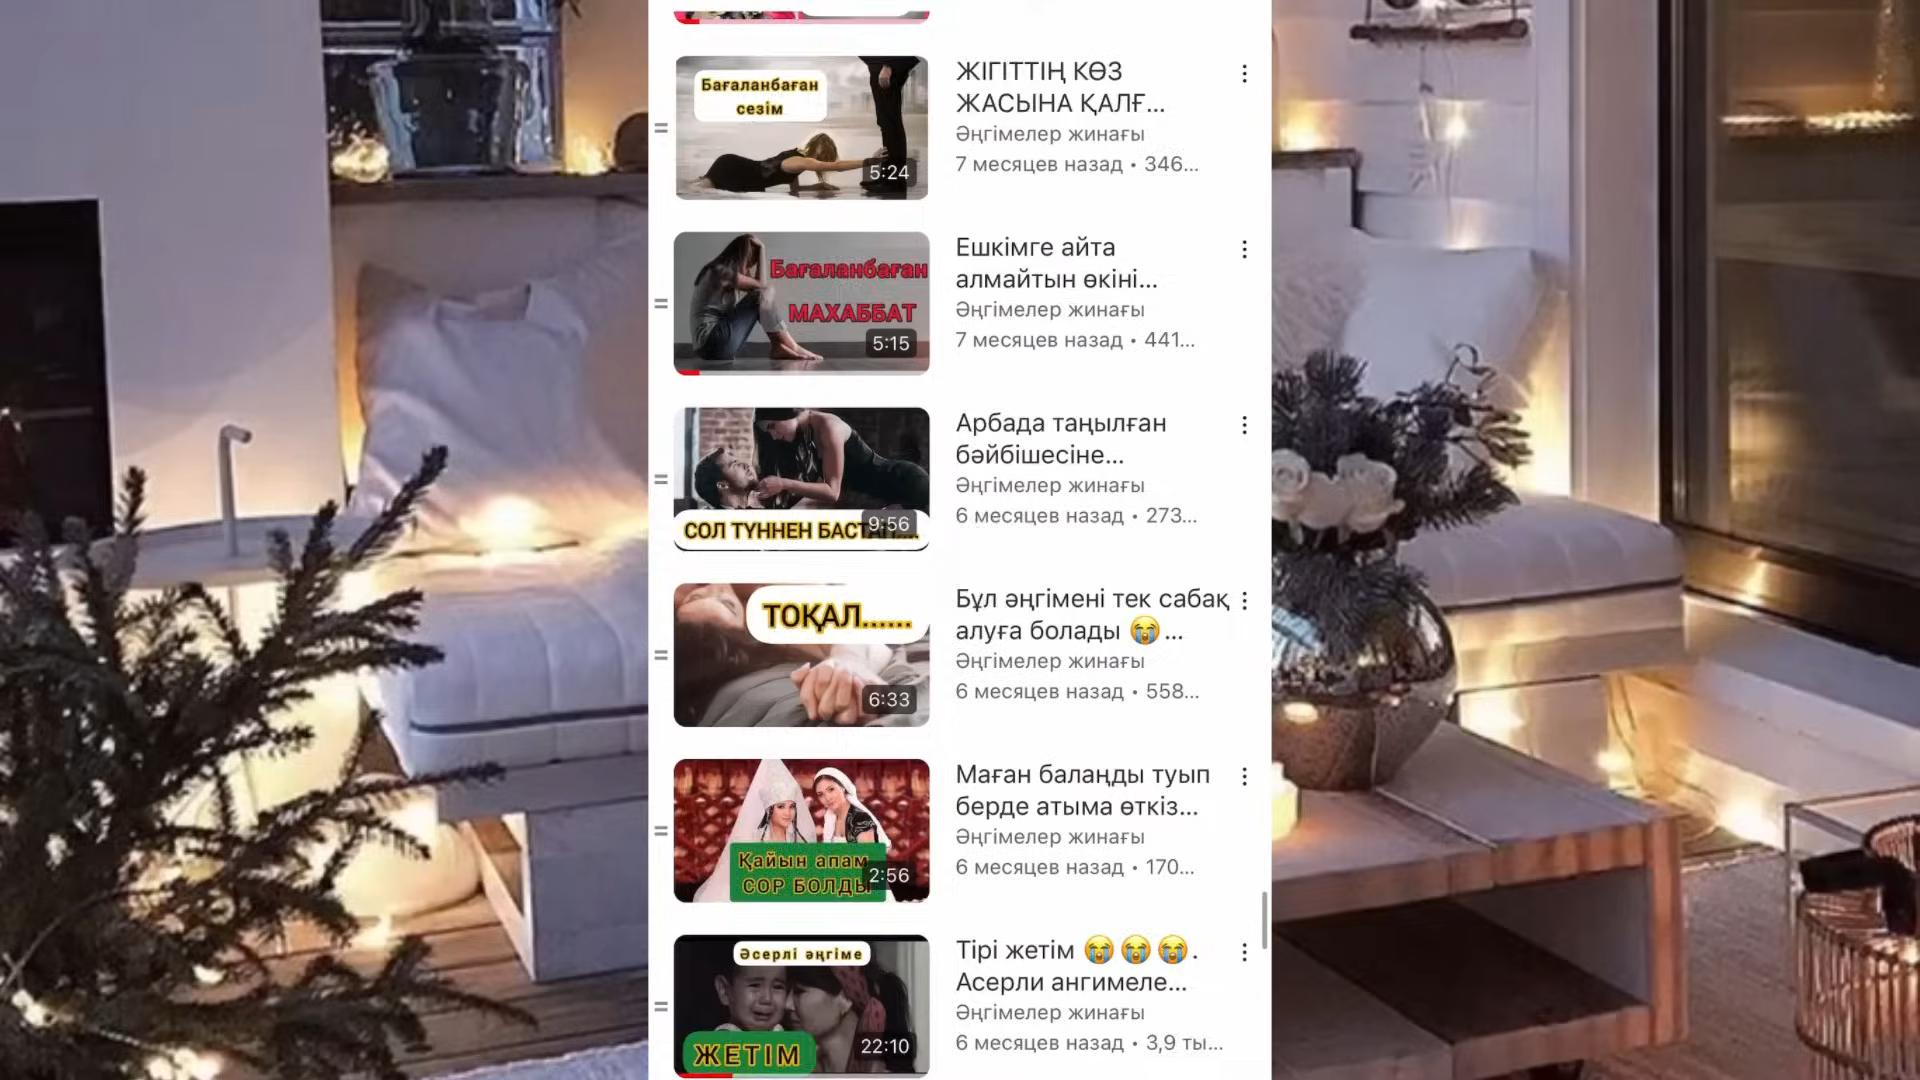 Бағаланбаған
сезім
5:24
ЖІГІТТІҢ КӨЗ
ЖАСЫНА ҚАЛҒ...
Әңгімелер жинағы
7 месяцев назад • 346...
Бағаланбаған
МАХАББАТ
5:15
Ешкімге айта
алмайтын өкіні...
Әңгімелер жинағы
7 месяцев назад • 441...
СОЛ ТҮННЕН БАСТАП....
9:56
Арбада таңылған
бәйбішесіне...
Әңгімелер жинағы
6 месяцев назад • 273...
ТОҚАЛ......
6:33
Бұл әңгімені тек сабақ
алуға болады 😭...
Әңгімелер жинағы
6 месяцев назад • 558...
Қайын апам
СОР БОЛДЫ
2:56
Маған балаңды туып
берде атыма өткіз...
Әңгімелер жинағы
6 месяцев назад • 170...
Әсерлі әңгіме
ЖЕТІМ
22:10
Тірі жетім 😭😭😭.
Асерли ангимеле...
Әңгімелер жинағы
6 месяцев назад • 3,9 ты...